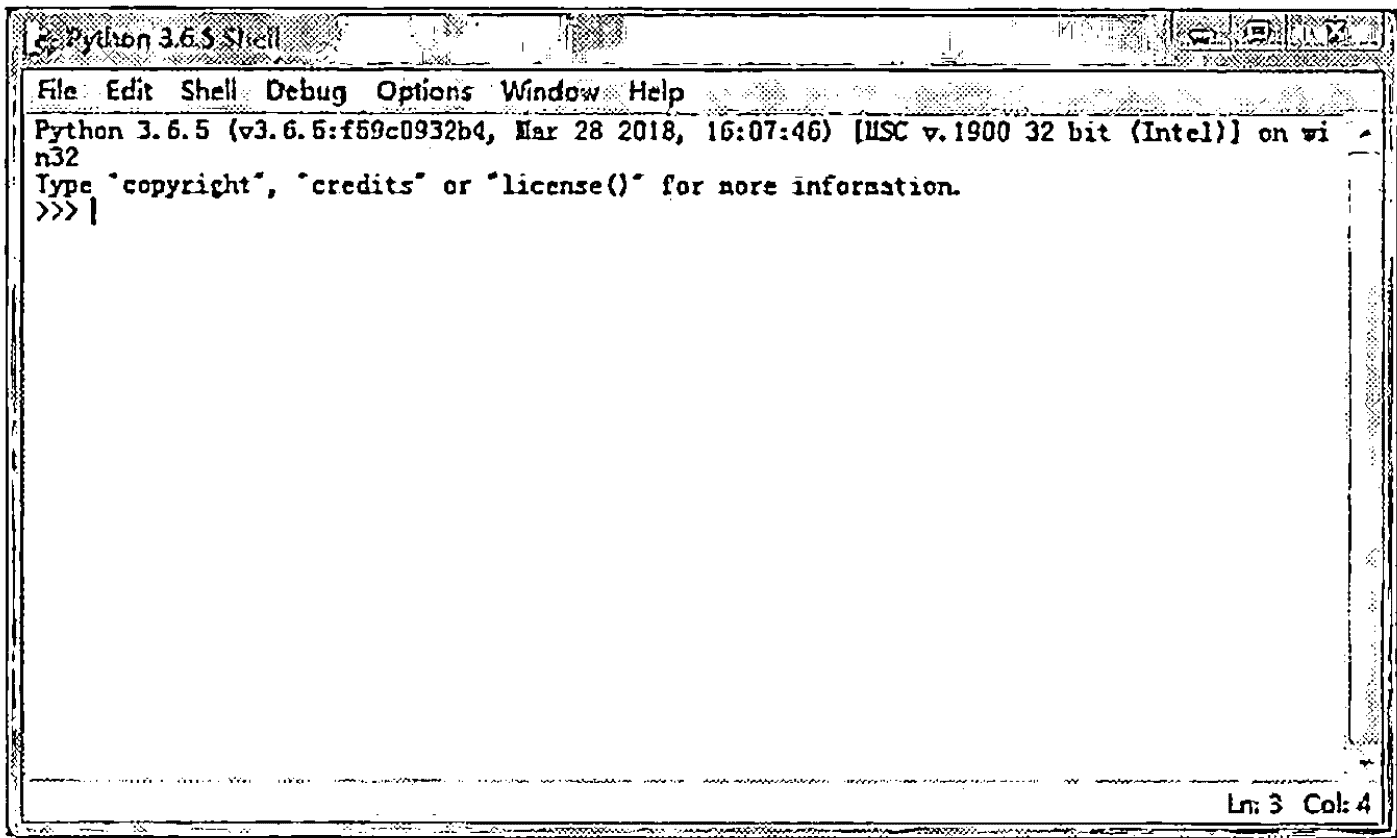 Python 3.6.5 Shell
File Edit Shell Debug Options Window Help
Python 3.6.5 (v3.6.5:f59c0932b4, Mar 28 2018, 16:07:46) [MSC v.1900 32 bit (Intel)] on wi
n32
Type "copyright", "credits" or "license()" for more information.
>>>
Ln: 3 Col: 4